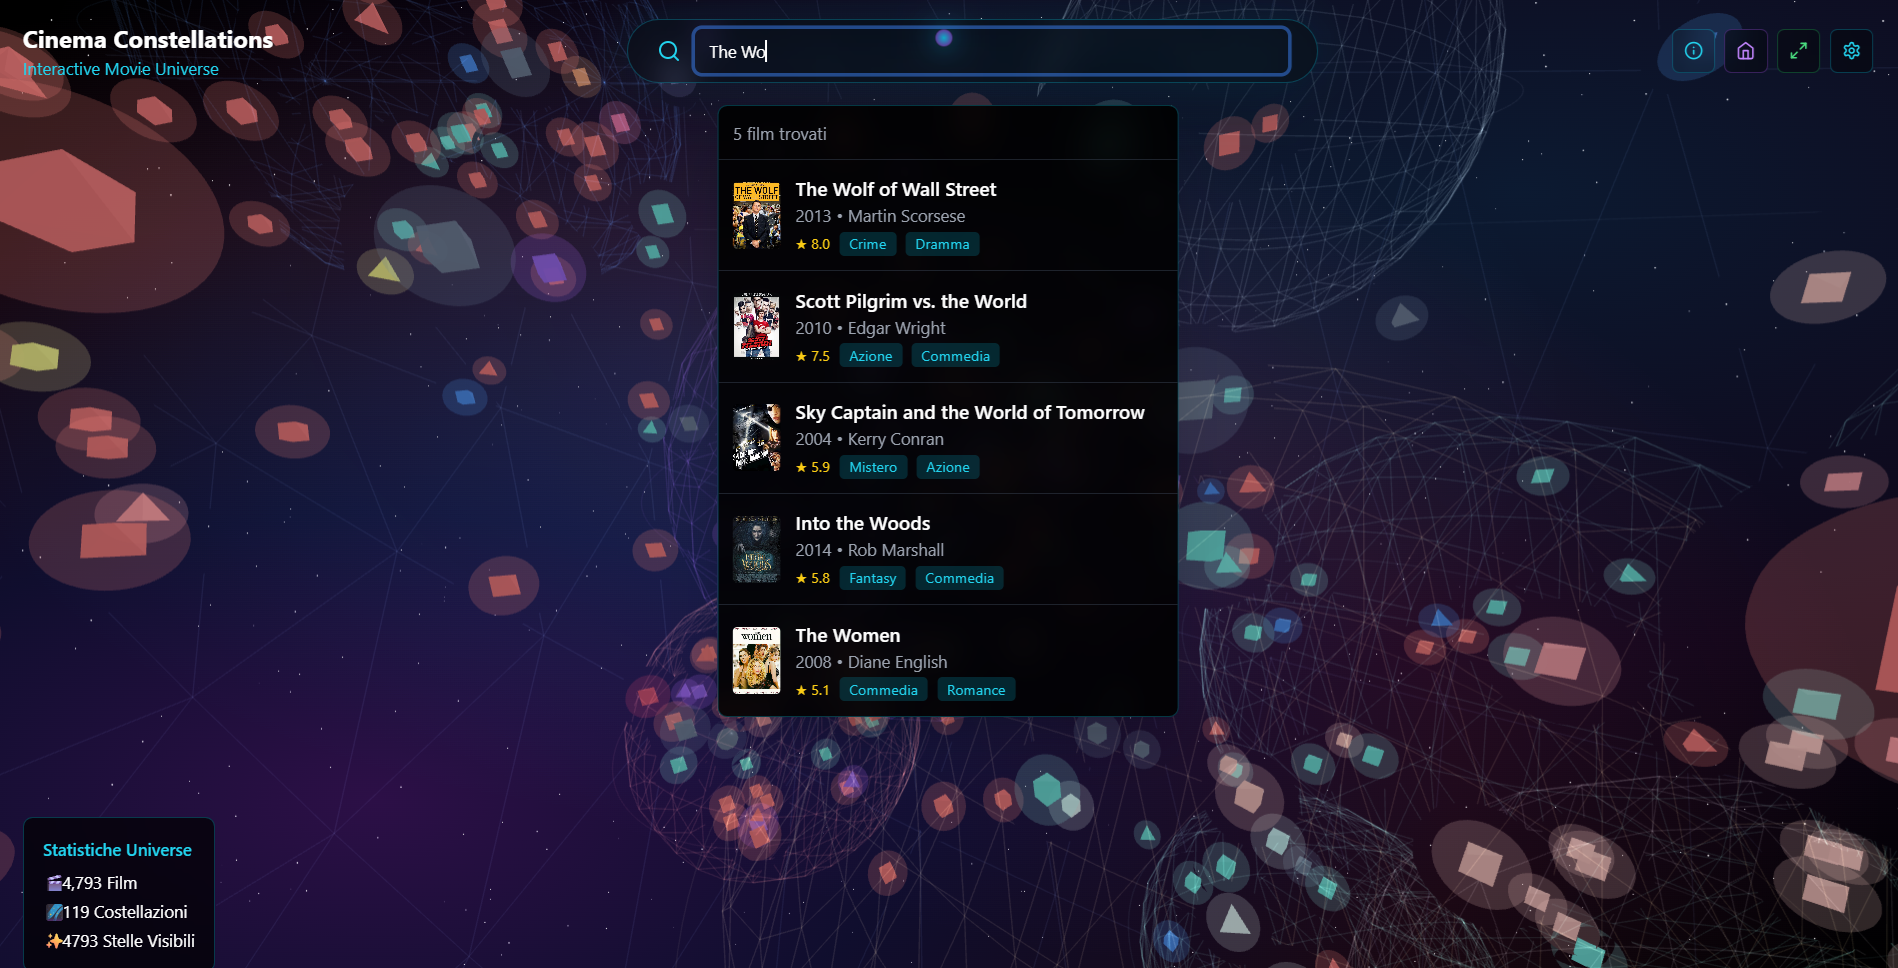 Cinema Constellations
Interactive Movie Universe
The Wo
5 film trovati
THE WOLF
The Wolf of Wall Street
2013 • Martin Scorsese
★ 8.0 Crime Dramma
Scott Pilgrim vs. the World
2010 • Edgar Wright
★ 7.5 Azione Commedia
Sky Captain and the World of Tomorrow
2004 • Kerry Conran
★ 5.9 Mistero Azione
Into the Woods
2014 • Rob Marshall
★ 5.8 Fantasy Commedia
women
The Women
2008 • Diane English
★ 5.1 Commedia Romance
Statistiche Universe
4,793 Film
119 Costellazioni
4793 Stelle Visibili